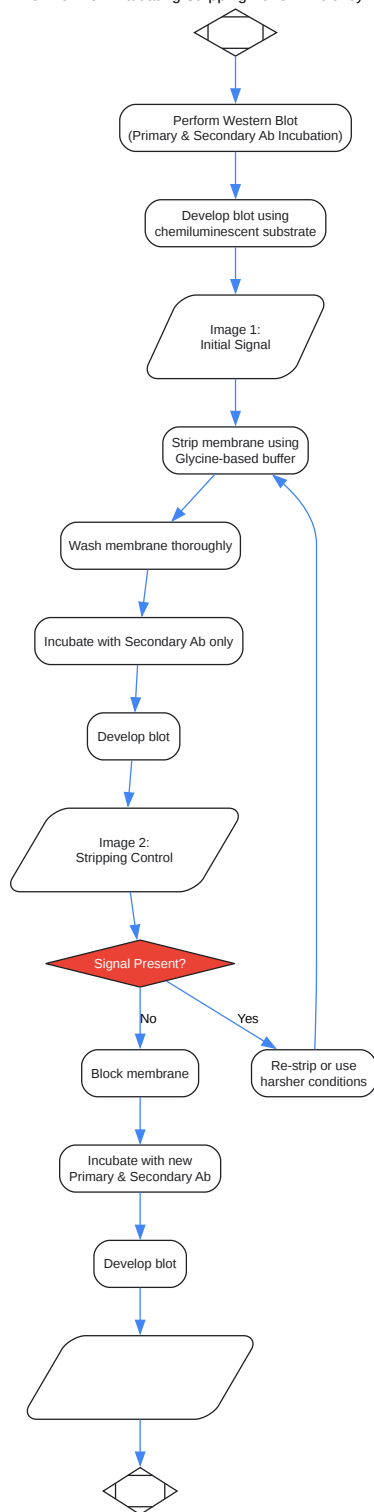 Perform Western Blot
(Primary & Secondary Ab Incubation)
Develop blot using
chemiluminescent substrate
Image 1:
Initial Signal
Strip membrane using
Glycine-based buffer
Wash membrane thoroughly
Incubate with Secondary Ab only
Develop blot
Image 2:
Stripping Control
Signal Present?
No
Yes
Block membrane
Re-strip or use
harsher conditions
Incubate with new
Primary & Secondary Ab
Develop blot